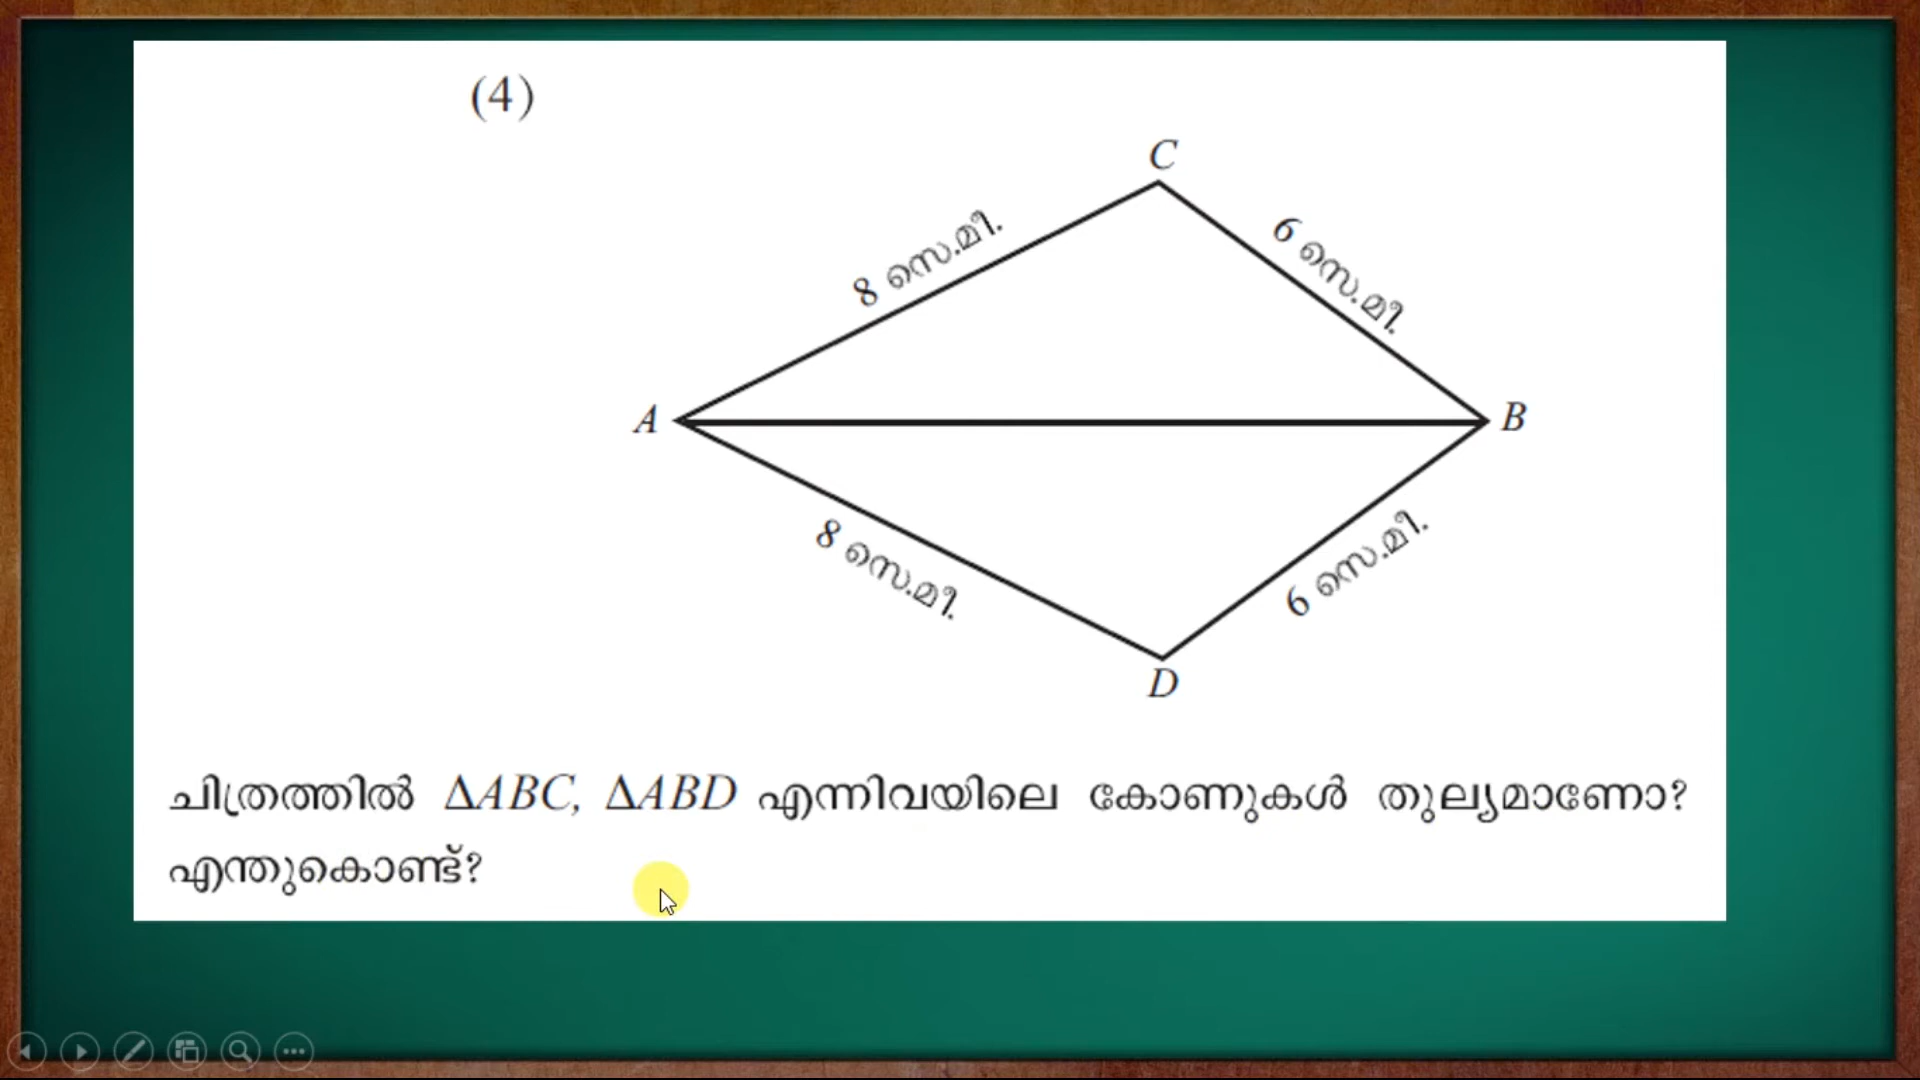 (4)
C
8 സെ.മീ.
6 സെ.മീ.
A
B
8 സെ.മീ.
6 സെ.മീ.
D
ചിത്രത്തിൽ ΔABC, ΔABD എന്നിവയിലെ കോണുകൾ തുല്യമാണോ?
എന്തുകൊണ്ട്?